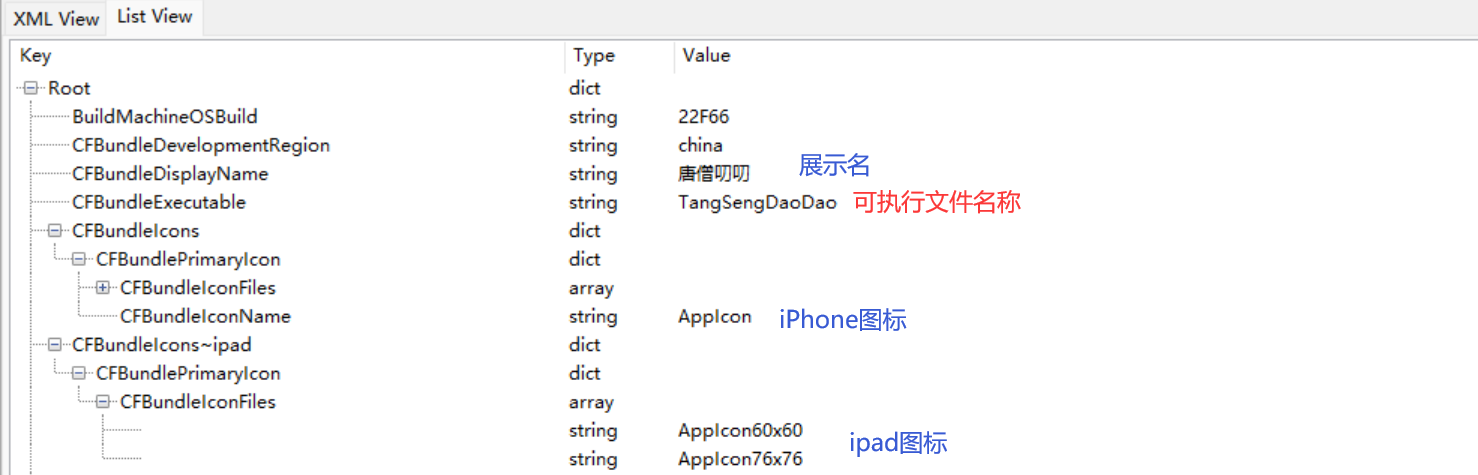 XML View List View
Key Type Value
Root dict
BuildMachineOSBuild string 22F66
CFBundleDevelopmentRegion string china
CFBundleDisplayName string 唐僧叨叨 展示名
CFBundleExecutable string TangSengDaoDao 可执行文件名称
CFBundleIcons dict
CFBundlePrimaryIcon dict
CFBundleIconFiles array
CFBundleIconName string AppIcon iPhone图标
CFBundleIcons~ipad dict
CFBundlePrimaryIcon dict
CFBundleIconFiles array
string AppIcon60x60 ipad图标
string AppIcon76x76